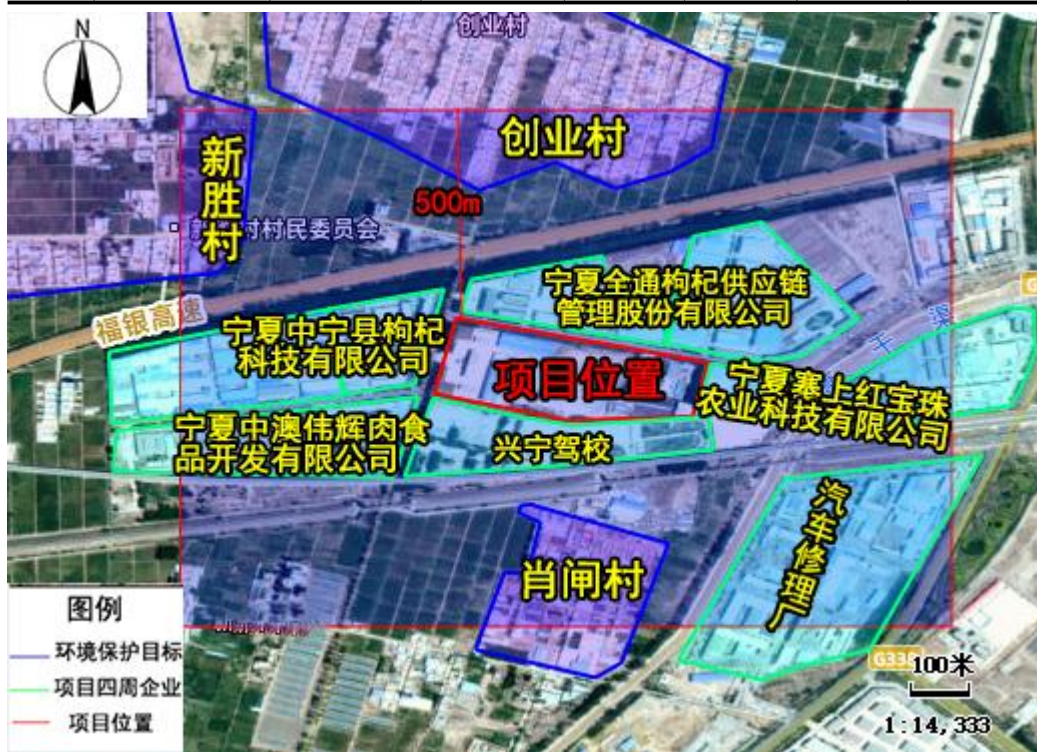 N
创业村
创业村
新胜村
500m
村村民委员会
福银高速
宁夏全通枸杞供应链
管理股份有限公司
干渠
G
宁夏中宁县枸杞
科技有限公司
项目位置
宁夏塞上红宝珠
农业科技有限公司
宁夏中澳伟辉肉食
品开发有限公司
兴宁驾校
汽车修理厂
肖闸村
图例
环境保护目标
项目四周企业
项目位置
G338
100米
1:14,333